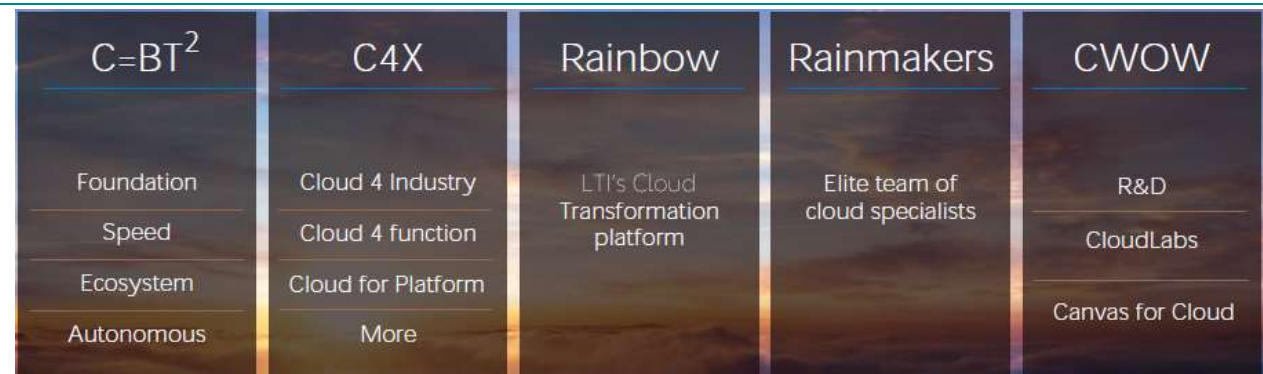 C=BT²
Foundation
Speed
Ecosystem
Autonomous
C4X
Cloud 4 Industry
Cloud 4 function
Cloud for Platform
More
Rainbow
LTI's Cloud
Transformation
platform
Rainmakers
Elite team of
cloud specialists
CWOW
R&D
CloudLabs
Canvas for Cloud